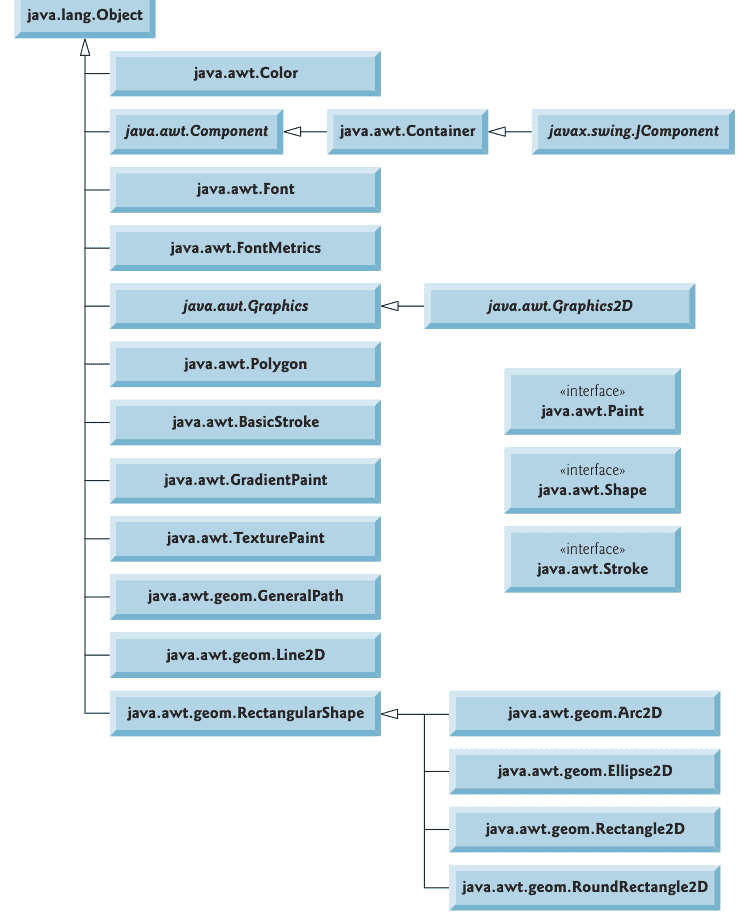 java.lang.Object
java.awt.Color
java.awt.Component
java.awt.Container
javax.swing.JComponent
java.awt.Font
java.awt.FontMetrics
java.awt.Graphics
java.awt.Graphics2D
java.awt.Polygon
«interface»
java.awt.Paint
java.awt.BasicStroke
«interface»
java.awt.Shape
java.awt.GradientPaint
java.awt.TexturePaint
«interface»
java.awt.Stroke
java.awt.geom.GeneralPath
java.awt.geom.Line2D
java.awt.geom.RectangularShape
java.awt.geom.Arc2D
java.awt.geom.Ellipse2D
java.awt.geom.Rectangle2D
java.awt.geom.RoundRectangle2D